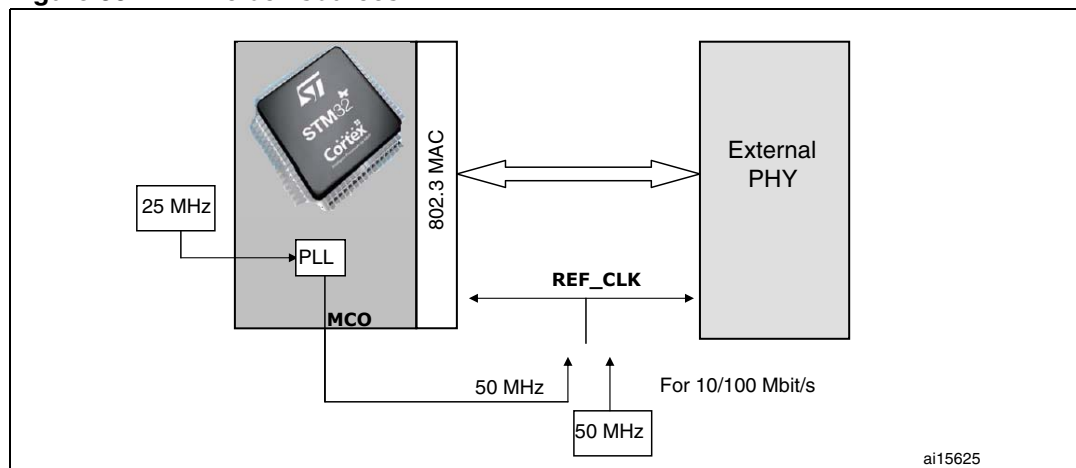 ST
STM32
Cortex
802.3 MAC
External
PHY
25 MHz
PLL
REF_CLK
MCO
50 MHz
For 10/100 Mbit/s
50 MHz
ai15625